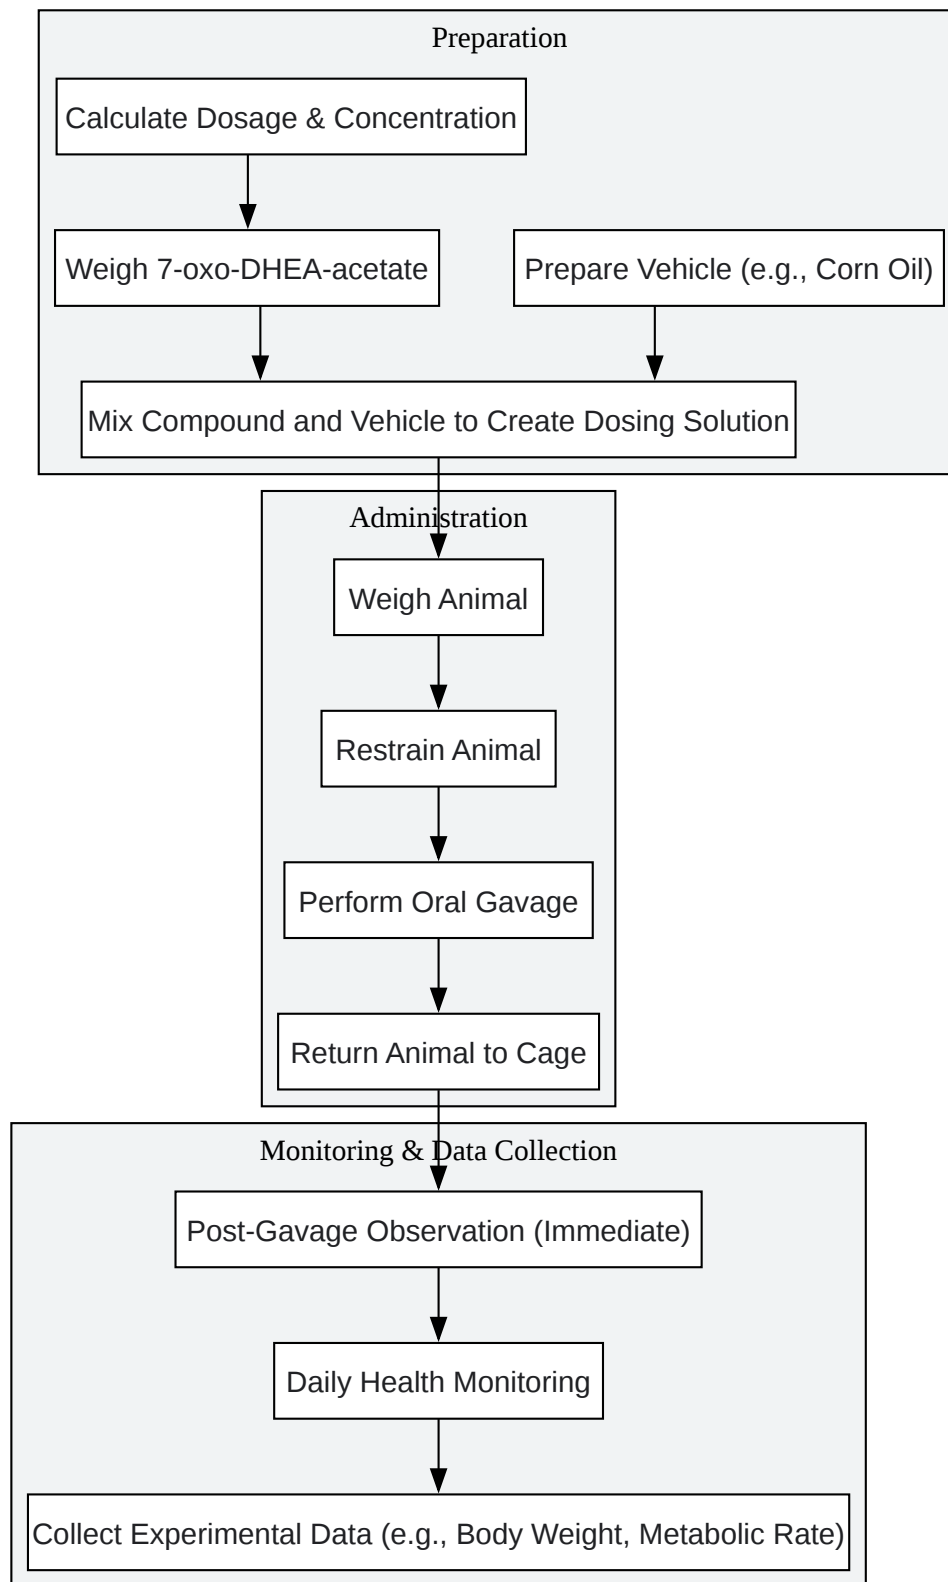 Preparation
Calculate Dosage & Concentration
Weigh 7-oxo-DHEA-acetate
Prepare Vehicle (e.g., Corn Oil)
Mix Compound and Vehicle to Create Dosing Solution
Administration
Weigh Animal
Restrain Animal
Perform Oral Gavage
Return Animal to Cage
Monitoring & Data Collection
Post-Gavage Observation (Immediate)
Daily Health Monitoring
Collect Experimental Data (e.g., Body Weight, Metabolic Rate)